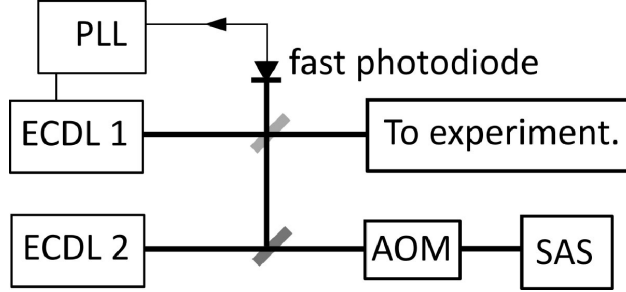 PLL
fast photodiode
ECDL 1
To experiment.
ECDL 2
AOM
SAS